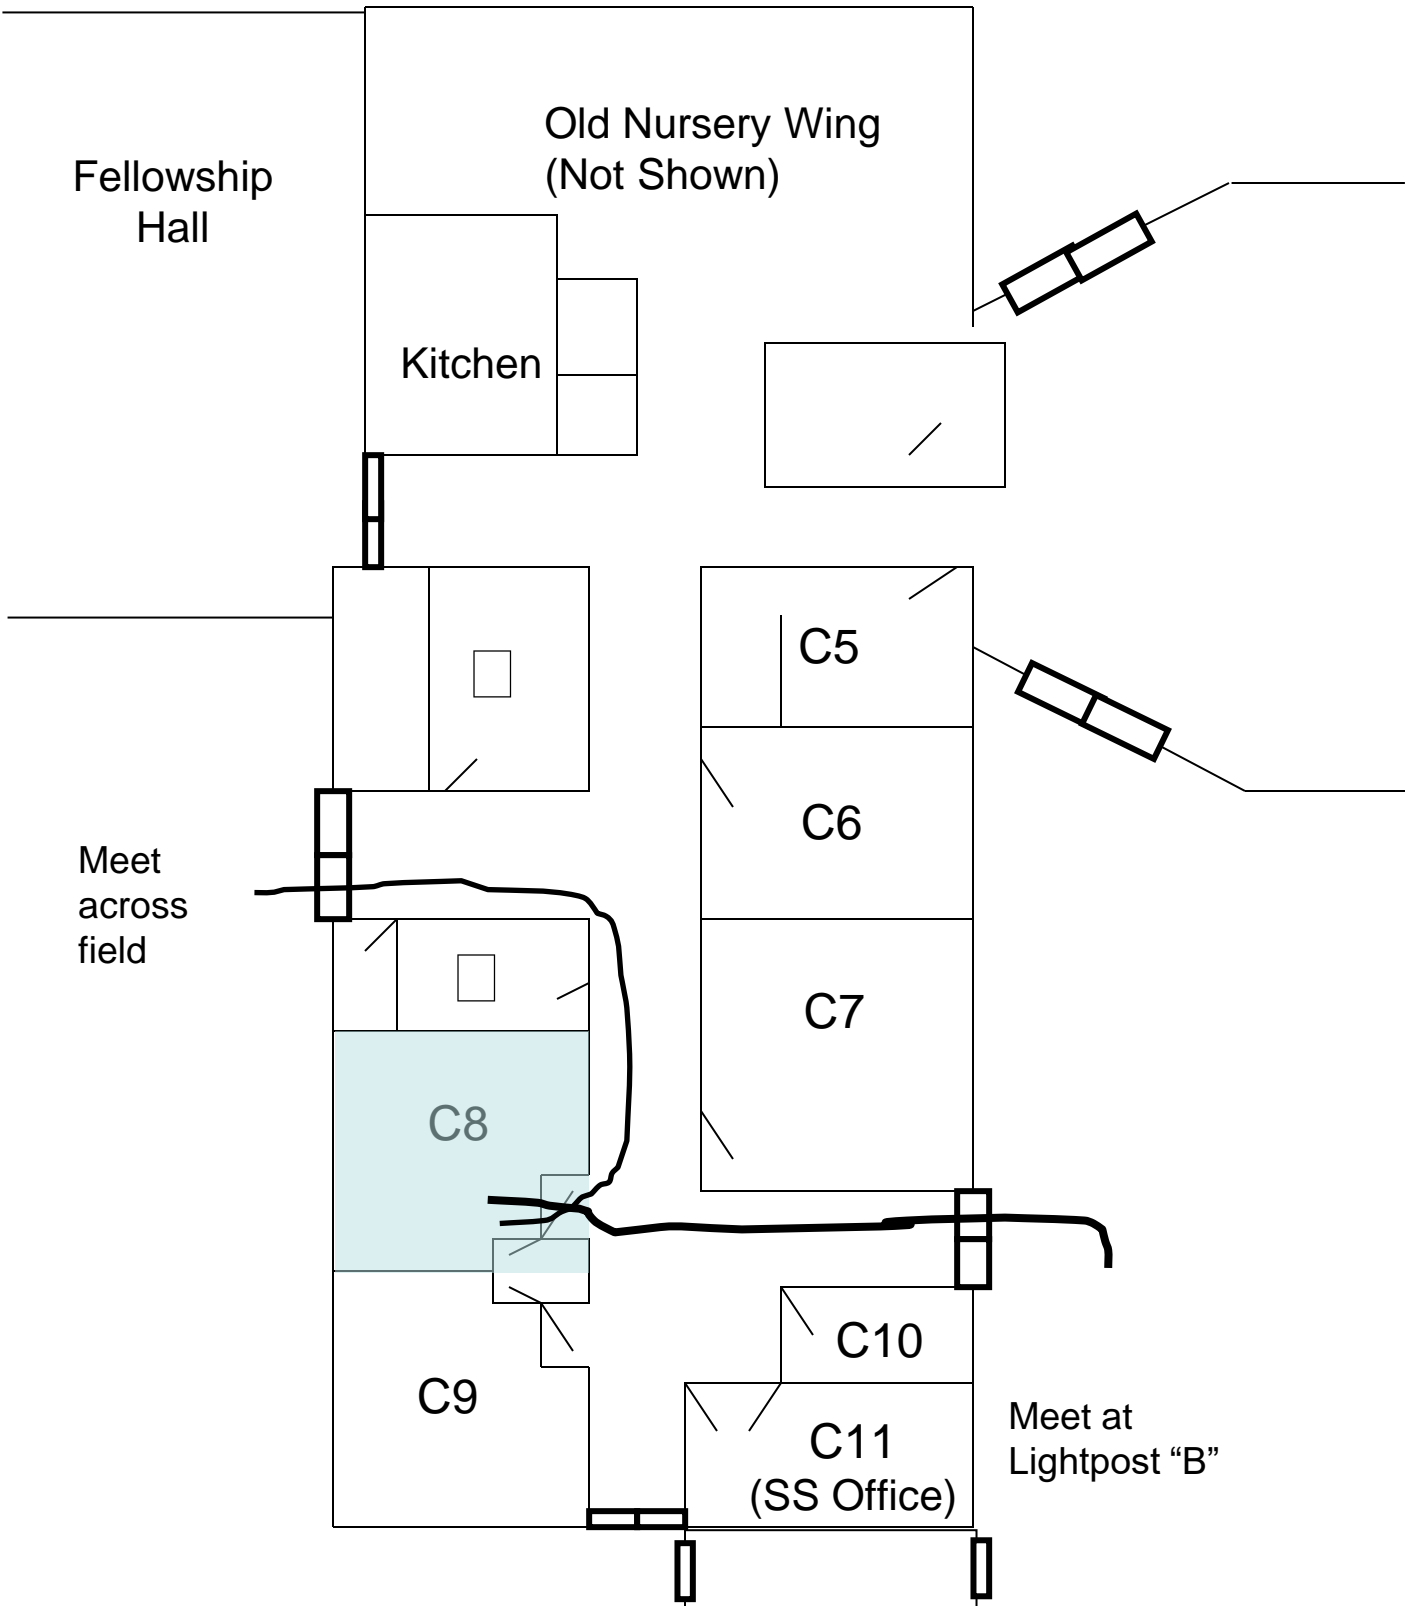 Old Nursery Wing
(Not Shown)
Fellowship
Hall
Kitchen
C5
C6
Meet
across
field
C7
C8
C10
C9
Meet at
Lightpost “B”
C11
(SS Office)